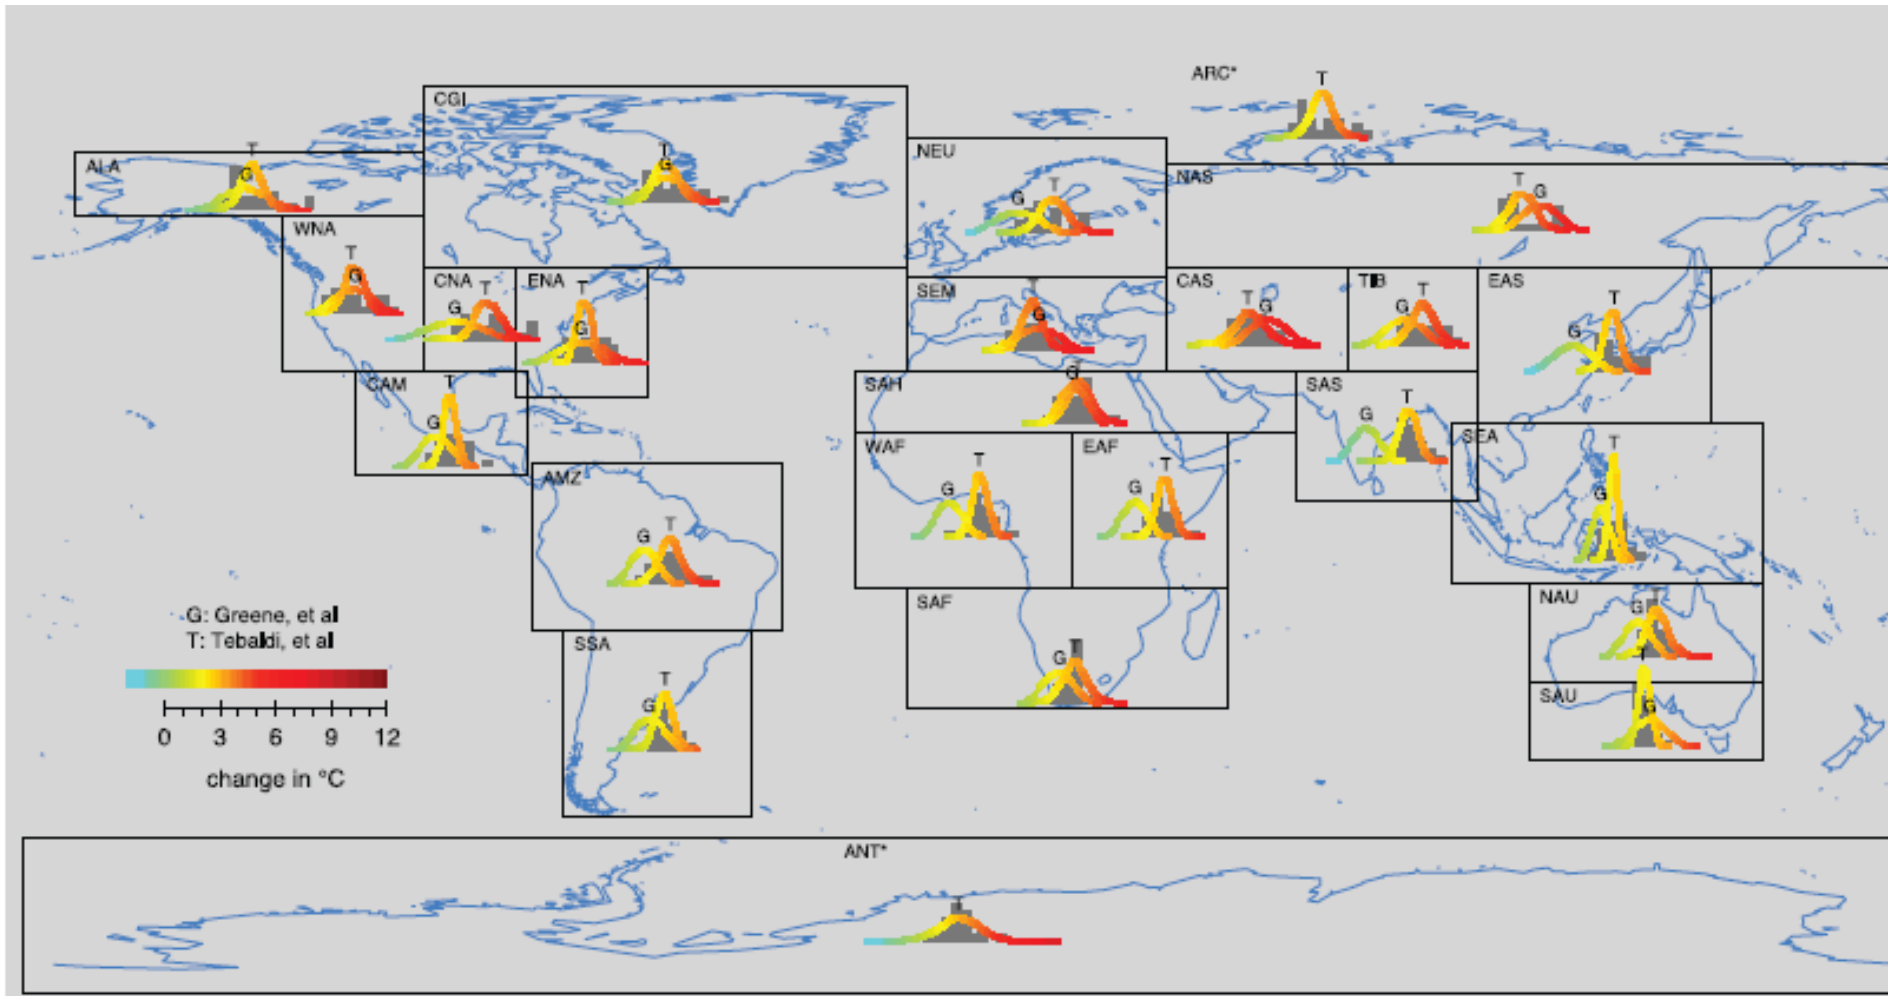 ARC*
T
CGI
T
G
NEU
G
T
ALA
T
G
NAS
T
G
WNA
T
G
CNA
G
T
ENA
T
G
SEM
T
G
CAS
T
G
TIB
G
T
EAS
G
T
CAM
G
T
SAH
G
T
SAS
G
T
WAF
G
T
EAF
G
T
SEA
G
T
AMZ
G
T
SAF
G
T
NAU
G
T
G: Greene, et al
T: Tebaldi, et al
SSA
G
T
SAU
T
G
0 3 6 9 12
change in °C
ANT*
T